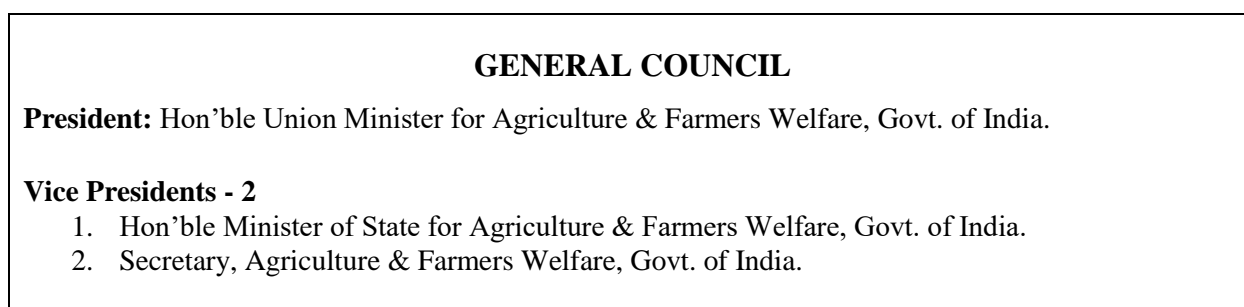 GENERAL COUNCIL
President: Hon’ble Union Minister for Agriculture & Farmers Welfare, Govt. of India.
Vice Presidents - 2
1. Hon’ble Minister of State for Agriculture & Farmers Welfare, Govt. of India.
2. Secretary, Agriculture & Farmers Welfare, Govt. of India.